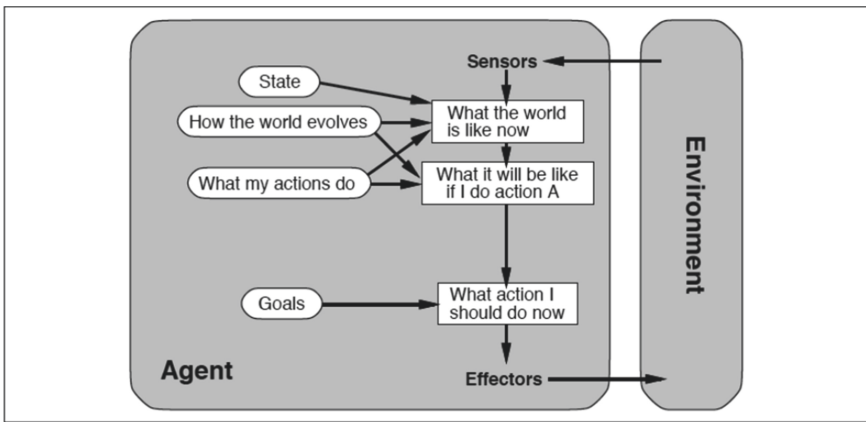 Sensors
State
What the world
is like now
How the world evolves
What it will be like
if I do action A
What my actions do
Goals
What action I
should do now
Agent
Effectors
Environment